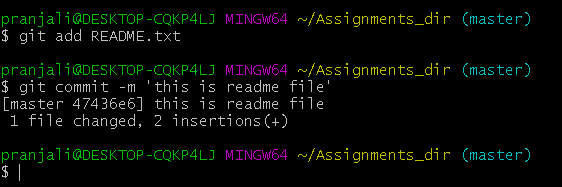 pranjali@DESKTOP-CQKP4LJ MINGW64 ~/Assignments_dir (master)
$ git add README.txt
pranjali@DESKTOP-CQKP4LJ MINGW64 ~/Assignments_dir (master)
$ git commit -m 'this is readme file'
[master 47436e6] this is readme file
 1 file changed, 2 insertions(+)
pranjali@DESKTOP-CQKP4LJ MINGW64 ~/Assignments_dir (master)
$